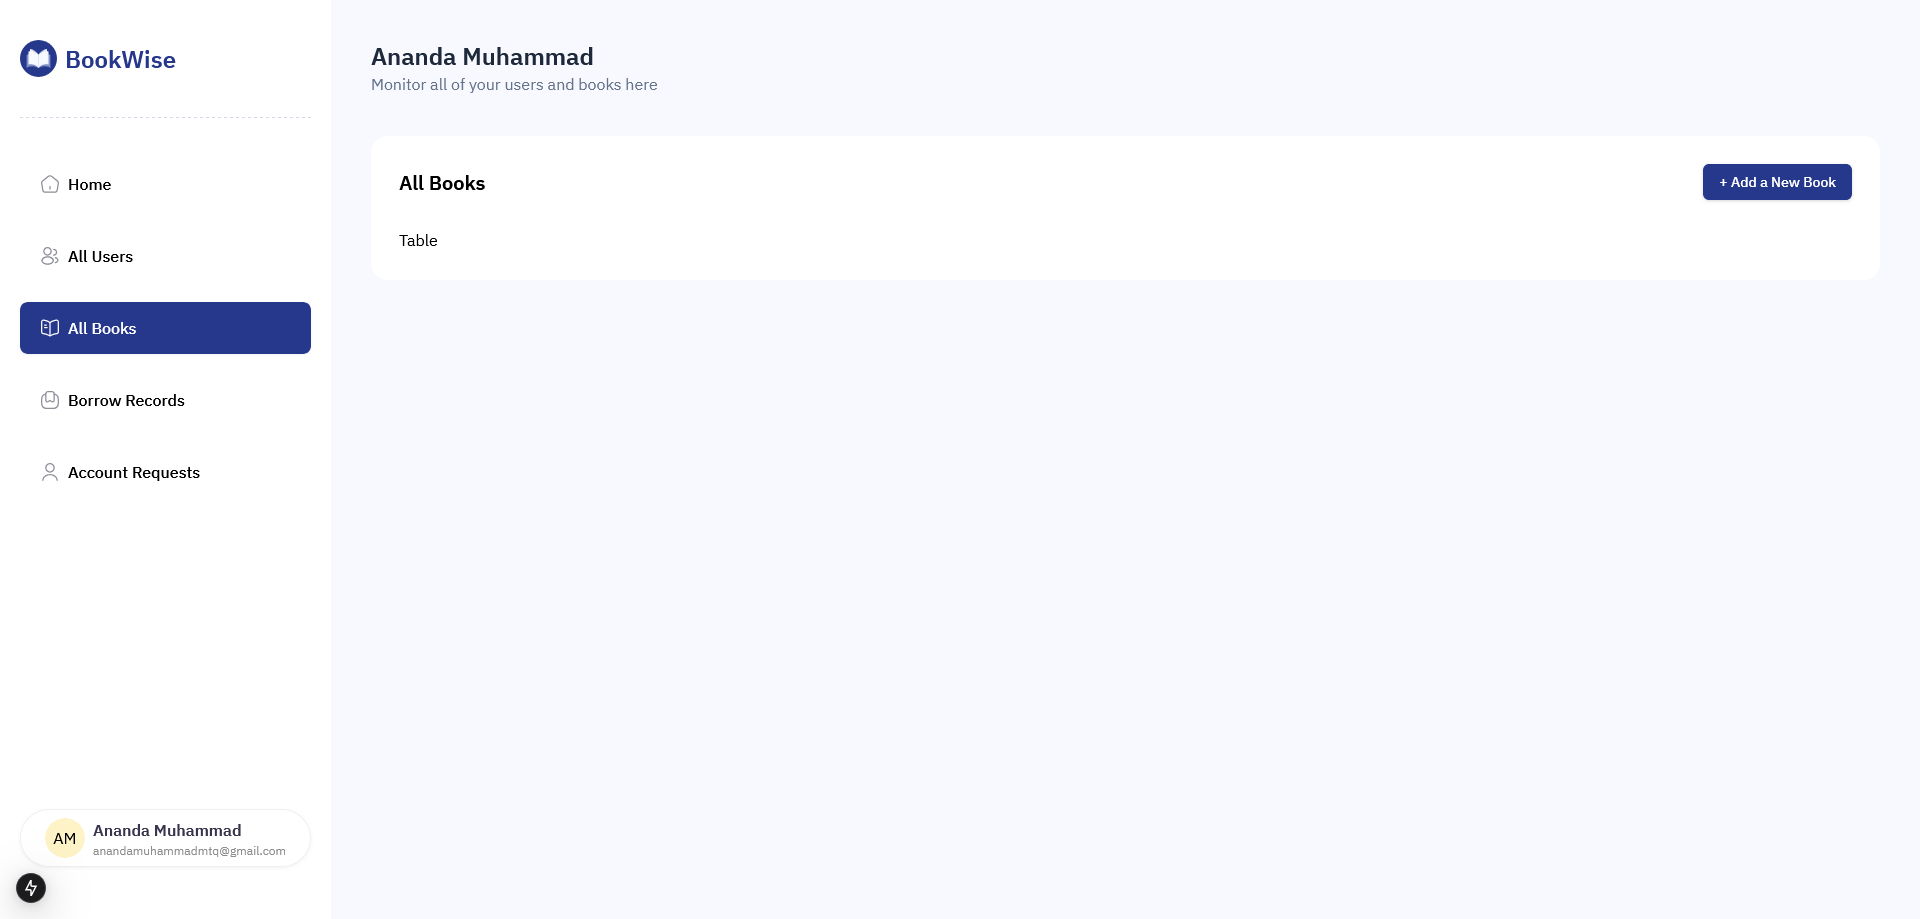 BookWise
Home
All Users
All Books
Borrow Records
Account Requests
AM
Ananda Muhammad
anandamuhammadmtq@gmail.com
Ananda Muhammad
Monitor all of your users and books here
All Books
+ Add a New Book
Table